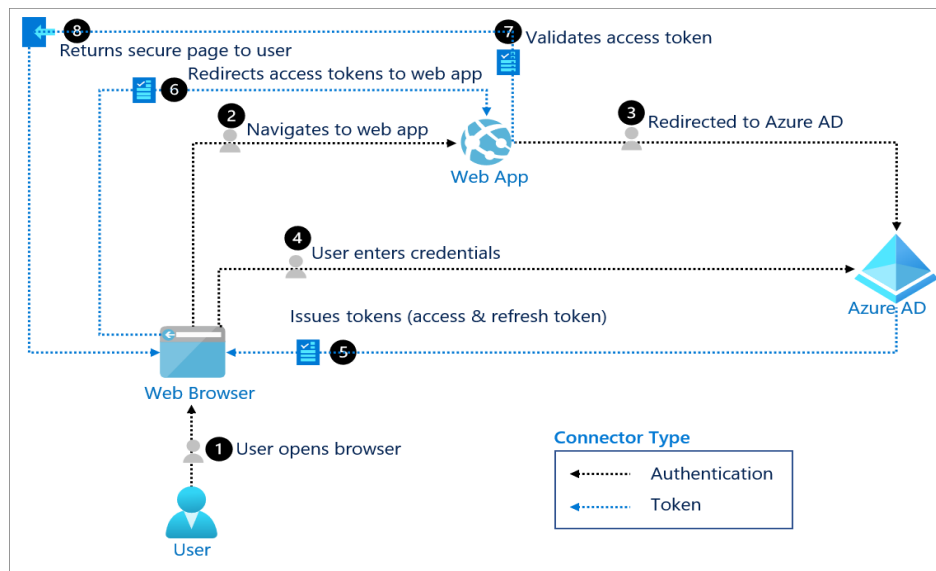 8
Returns secure page to user
7
Validates access token
6
Redirects access tokens to web app
2
Navigates to web app
Web App
3
Redirected to Azure AD
4
User enters credentials
Azure AD
Issues tokens (access & refresh token)
5
Web Browser
1
User opens browser
User
Connector Type
Authentication
Token